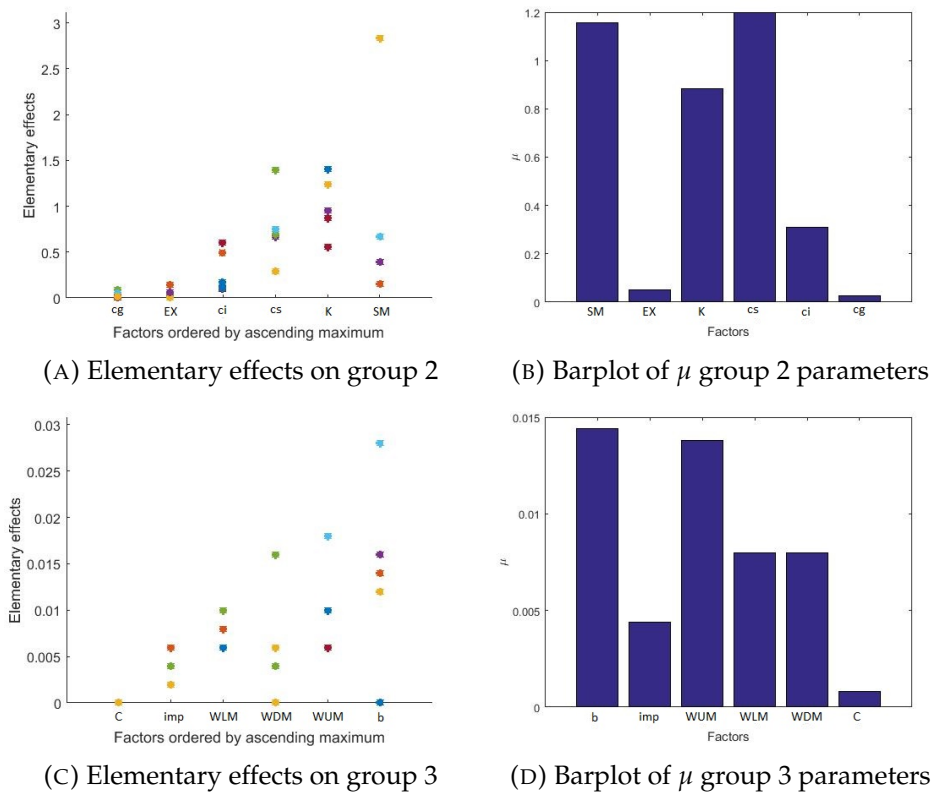 Elementary effects
3
2.5
2
1.5
1
0.5
0
cg EX ci cs K SM
Factors ordered by ascending maximum
(A) Elementary effects on group 2
μ
1.2
1
0.8
0.6
0.4
0.2
0
SM EX K cs ci cg
Factors
(B) Barplot of μ group 2 parameters
Elementary effects
0.03
0.025
0.02
0.015
0.01
0.005
0
C imp WLM WDM WUM b
Factors ordered by ascending maximum
(C) Elementary effects on group 3
μ
0.015
0.01
0.005
0
b imp WUM WLM WDM C
Factors
(D) Barplot of μ group 3 parameters